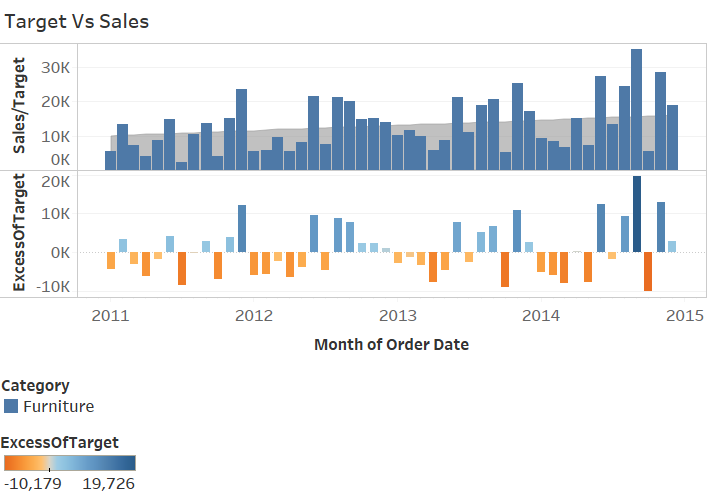 Target Vs Sales
Sales/Target
30K
20K
10K
0K
ExcessOfTarget
20K
10K
0K
-10K
2011 2012 2013 2014 2015
Month of Order Date
Category
Furniture
ExcessOfTarget
-10,179 19,726